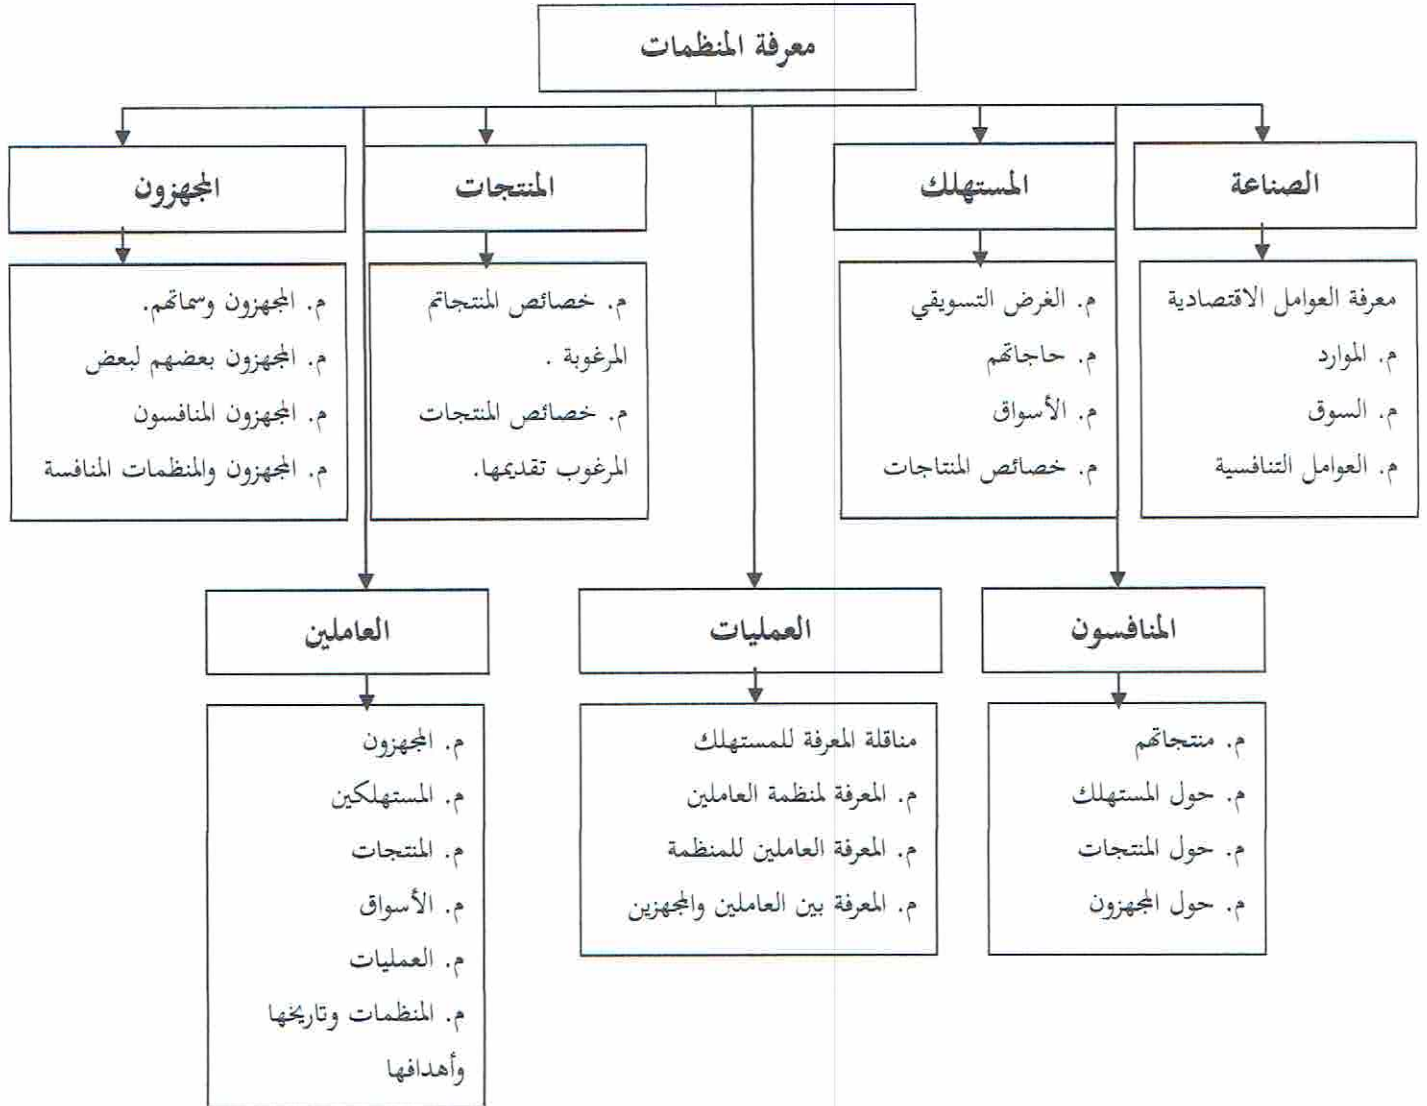 معرفة المنظمات
الصناعة
المستهلك
المنتجات
المجهزون
معرفة العوامل الاقتصادية
م. الموارد
م. السوق
م. العوامل التنافسية
م. الغرض التسويقي
م. حاجاتهم
م. الأسواق
م. خصائص المنتاجات
م. خصائص المنتجاتم
المرغوبة .
م. خصائص المنتجات
المرغوب تقديمها.
م. المجهزون وسماتهم.
م. المجهزون بعضهم لبعض
م. المجهزون المنافسون
م. المجهزون والمنظمات المنافسة
المنافسون
العمليات
العاملين
م. منتجاتهم
م. حول المستهلك
م. حول المنتجات
م. حول المجهزون
مناقلة المعرفة للمستهلك
م. المعرفة لمنظمة العاملين
م. المعرفة العاملين للمنظمة
م. المعرفة بين العاملين والمجهزين
م. المجهزون
م. المستهلكين
م. المنتجات
م. الأسواق
م. العمليات
م. المنظمات وتاريخها
وأهدافها